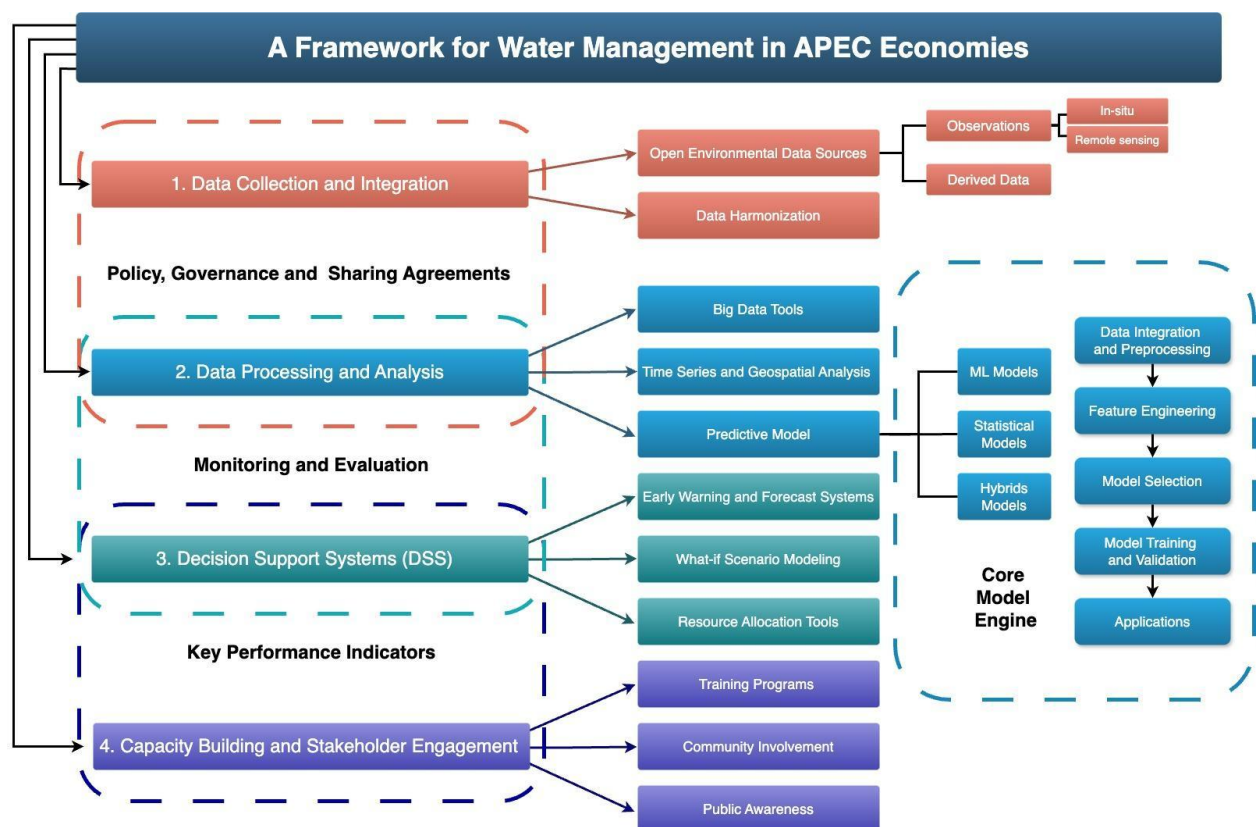 A Framework for Water Management in APEC Economies
1. Data Collection and Integration
Open Environmental Data Sources
Observations
In-situ
Remote sensing
Derived Data
Data Harmonization
Policy, Governance and Sharing Agreements
2. Data Processing and Analysis
Big Data Tools
Time Series and Geospatial Analysis
Predictive Model
ML Models
Statistical
Models
Hybrids
Models
Data Integration
and Preprocessing
Feature Engineering
Model Selection
Model Training
and Validation
Applications
Core
Model
Engine
Monitoring and Evaluation
3. Decision Support Systems (DSS)
Early Warning and Forecast Systems
What-if Scenario Modeling
Resource Allocation Tools
Key Performance Indicators
4. Capacity Building and Stakeholder Engagement
Training Programs
Community Involvement
Public Awareness